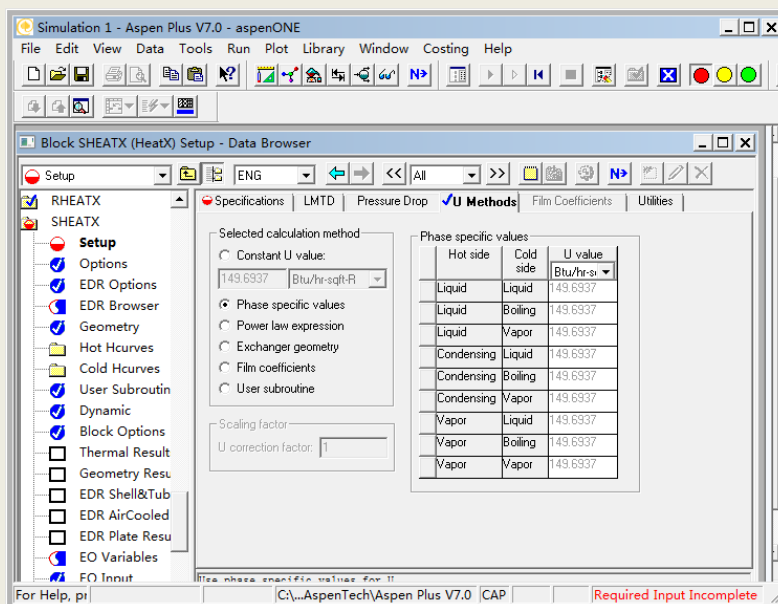 Simulation 1 - Aspen Plus V7.0 - aspenONE
File Edit View Data Tools Run Plot Library Window Costing Help
N>
Block SHEATX (HeatX) Setup - Data Browser
Setup ENG << All >> N>
RHEATX
SHEATX
Setup
Options
EDR Options
EDR Browser
Geometry
Hot Hcurves
Cold Hcurves
User Subroutin
Dynamic
Block Options
Thermal Result
Geometry Resu
EDR Shell&Tub
EDR AirCooled
EDR Plate Resu
EO Variables
EO Input
Specifications LMTD Pressure Drop U Methods Film Coefficients Utilities
Selected calculation method
Constant U value:
149.6937 Btu/hr-sqft-R
Phase specific values
Power law expression
Exchanger geometry
Film coefficients
User subroutine
Scaling factor
U correction factor: 1
Phase specific values
Hot side Cold side U value
Btu/hr-s
Liquid Liquid 149.6937
Liquid Boiling 149.6937
Liquid Vapor 149.6937
Condensing Liquid 149.6937
Condensing Boiling 149.6937
Condensing Vapor 149.6937
Vapor Liquid 149.6937
Vapor Boiling 149.6937
Vapor Vapor 149.6937
Use phase specific values for U
For Help, pr C:\...AspenTech\Aspen Plus V7.0 CAP Required Input Incomplete